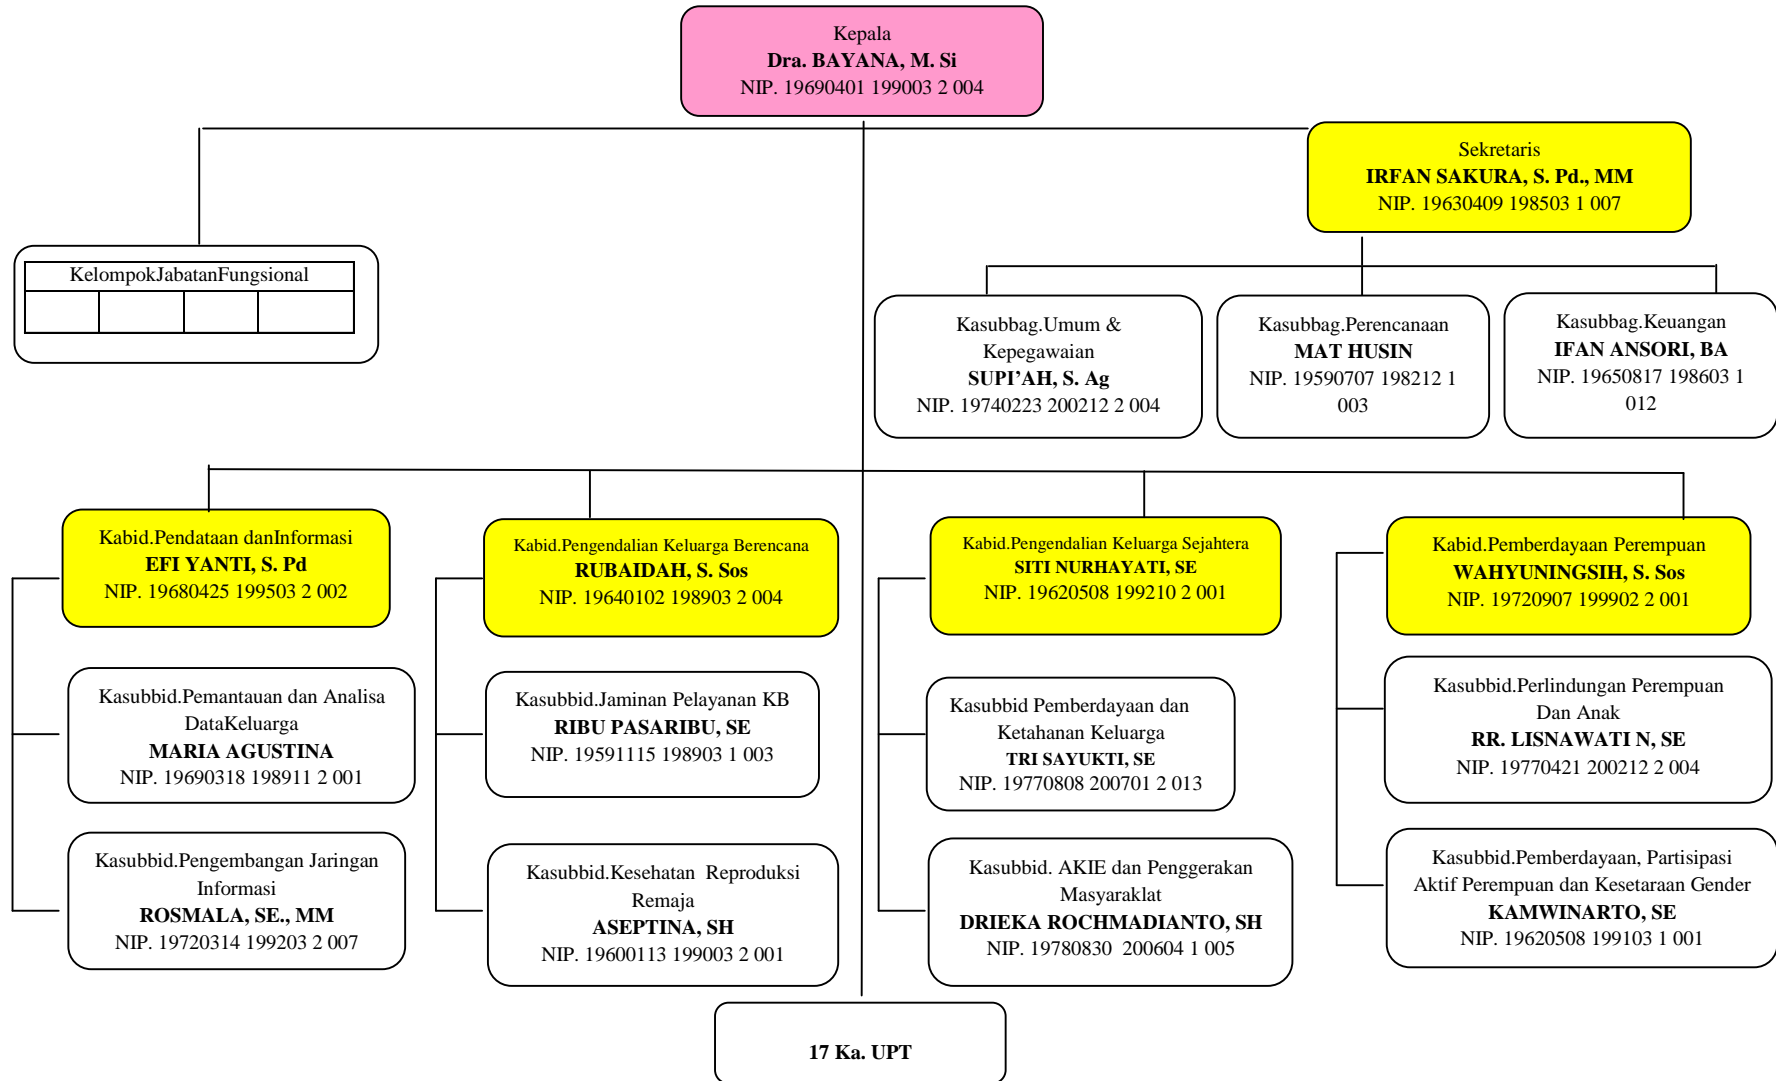 Kepala
Dra. BAYANA, M. Si
NIP. 19690401 199003 2 004
Sekretaris
IRFAN SAKURA, S. Pd., MM
NIP. 19630409 198503 1 007
KelompokJabatanFungsional
Kasubbag.Umum &
Kepegawaian
SUPI’AH, S. Ag
NIP. 19740223 200212 2 004
Kasubbag.Perencanaan
MAT HUSIN
NIP. 19590707 198212 1
003
Kasubbag.Keuangan
IFAN ANSORI, BA
NIP. 19650817 198603 1
012
Kabid.Pendataan danInformasi
EFI YANTI, S. Pd
NIP. 19680425 199503 2 002
Kabid.Pengendalian Keluarga Berencana
RUBAIDAH, S. Sos
NIP. 19640102 198903 2 004
Kabid.Pengendalian Keluarga Sejahtera
SITI NURHAYATI, SE
NIP. 19620508 199210 2 001
Kabid.Pemberdayaan Perempuan
WAHYUNINGSIH, S. Sos
NIP. 19720907 199902 2 001
Kasubbid.Pemantauan dan Analisa
DataKeluarga
MARIA AGUSTINA
NIP. 19690318 198911 2 001
Kasubbid.Jaminan Pelayanan KB
RIBU PASARIBU, SE
NIP. 19591115 198903 1 003
Kasubbid Pemberdayaan dan
Ketahanan Keluarga
TRI SAYUKTI, SE
NIP. 19770808 200701 2 013
Kasubbid.Perlindungan Perempuan
Dan Anak
RR. LISNAWATI N, SE
NIP. 19770421 200212 2 004
Kasubbid.Pengembangan Jaringan
Informasi
ROSMALA, SE., MM
NIP. 19720314 199203 2 007
Kasubbid.Kesehatan  Reproduksi
Remaja
ASEPTINA, SH
NIP. 19600113 199003 2 001
Kasubbid. AKIE dan Penggerakan
Masyaraklat
DRIEKA ROCHMADIANTO, SH
NIP. 19780830  200604 1 005
Kasubbid.Pemberdayaan, Partisipasi
Aktif Perempuan dan Kesetaraan Gender
KAMWINARTO, SE
NIP. 19620508 199103 1 001
17 Ka. UPT